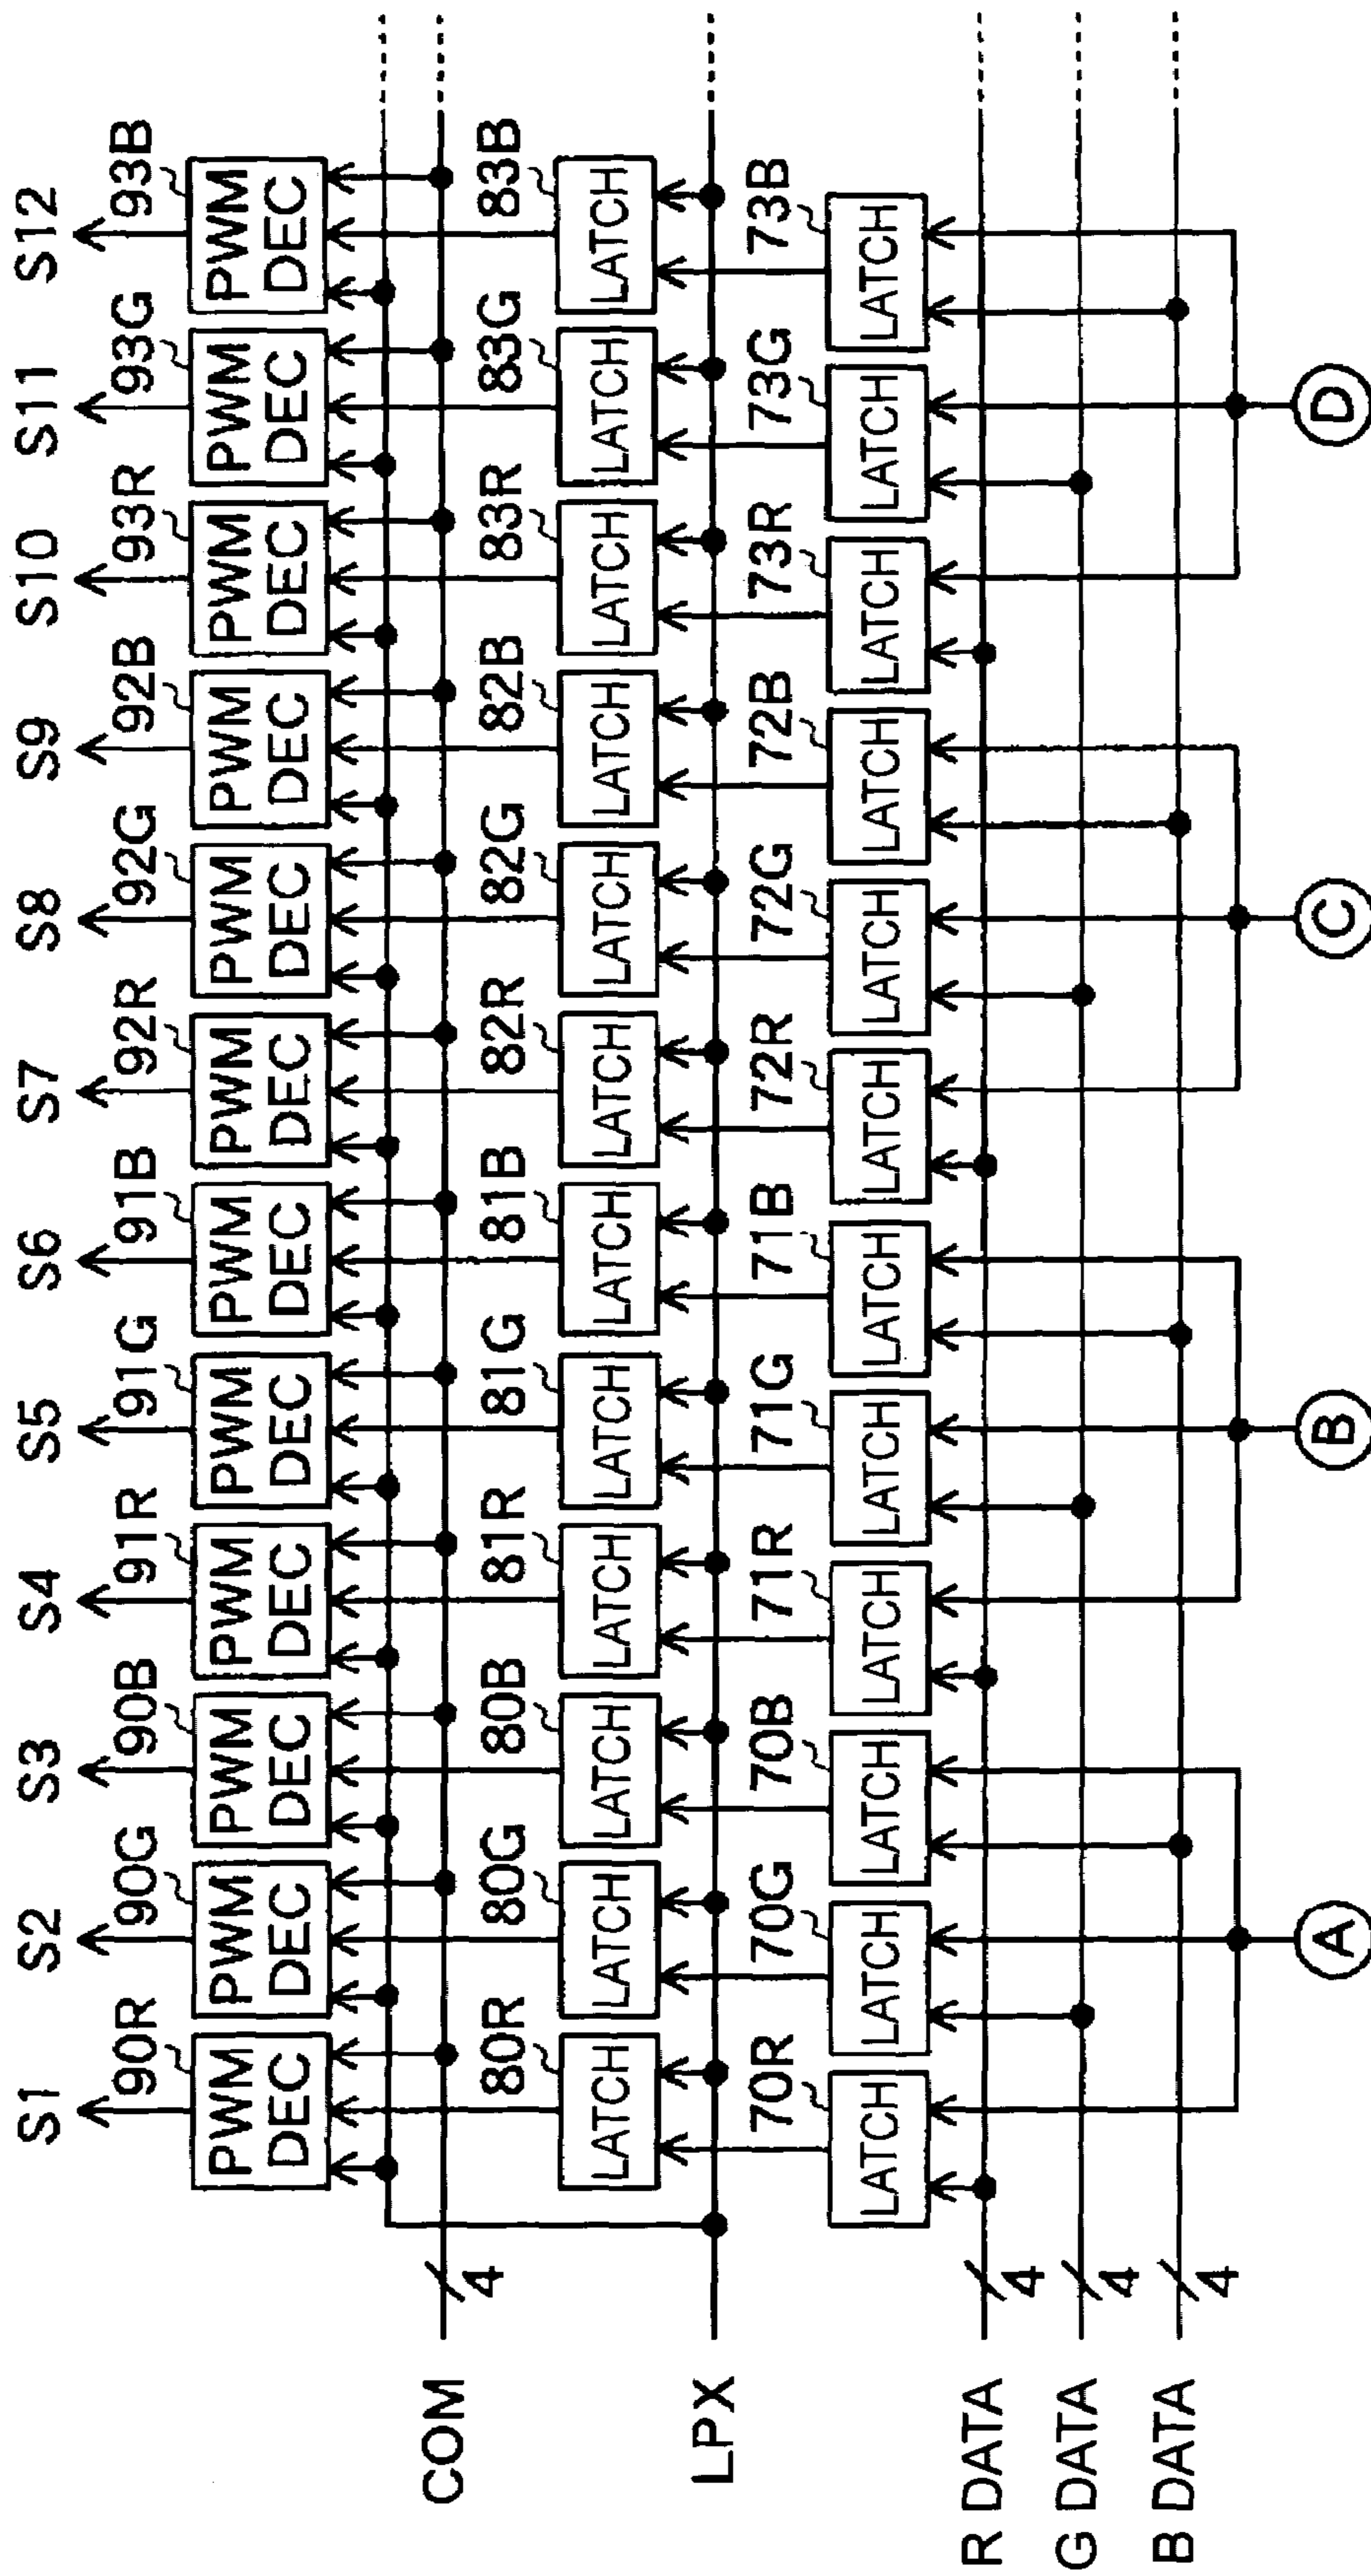 S1 S2 S3 S4 S5 S6 S7 S8 S9 S10 S11 S12
90R 90G 90B 91R 91G 91B 92R 92G 92B 93R 93G 93B
PWM DEC PWM DEC PWM DEC PWM DEC PWM DEC PWM DEC PWM DEC PWM DEC PWM DEC PWM DEC PWM DEC PWM DEC
COM 4
80R 80G 80B 81R 81G 81B 82R 82G 82B 83R 83G 83B
LATCH LATCH LATCH LATCH LATCH LATCH LATCH LATCH LATCH LATCH LATCH LATCH
LPX
70R 70G 70B 71R 71G 71B 72R 72G 72B 73R 73G 73B
LATCH LATCH LATCH LATCH LATCH LATCH LATCH LATCH LATCH LATCH LATCH LATCH
R DATA 4
G DATA 4
B DATA 4
A B C D